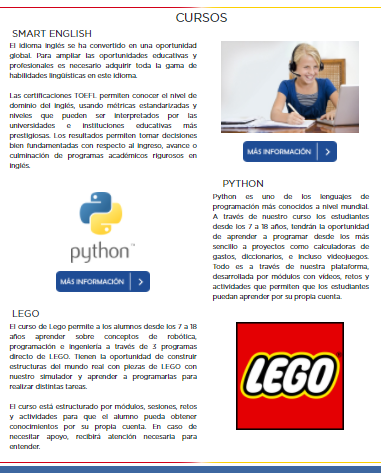 CURSOS
SMART ENGLISH
El idioma inglés se ha convertido en una oportunidad
global. Para ampliar las oportunidades educativas y
profesionales es necesario adquirir toda la gama de
habilidades lingüísticas en este idioma.
Las certificaciones TOEFL permiten conocer el nivel de
dominio del inglés, usando métricas estandarizadas y
niveles que pueden ser interpretados por las
universidades e instituciones educativas más
prestigiosas. Los resultados permiten tomar decisiones
bien fundamentadas con respecto al ingreso, avance o
culminación de programas académicos rigurosos en
inglés.
MÁS INFORMACIÓN
python
MÁS INFORMACIÓN
PYTHON
Python es uno de los lenguajes de
programación más conocidos a nivel mundial.
A través de nuestro curso los estudiantes
desde los 7 a 18 años, tendrán la oportunidad
de aprender a programar desde los más
sencillo a proyectos como calculadoras de
gastos, diccionarios, e incluso videojuegos.
Todo es a través de nuestra plataforma,
desarrollada por módulos con videos, retos y
actividades que permiten que los estudiantes
puedan aprender por su propia cuenta.
LEGO
El curso de Lego permite a los alumnos desde los 7 a 18
años aprender sobre conceptos de robótica,
programación e ingeniería a través de 3 programas
directo de LEGO. Tienen la oportunidad de construir
estructuras del mundo real con piezas de LEGO con
nuestro simulador y aprender a programarlas para
realizar distintas tareas.
El curso está estructurado por módulos, sesiones, retos
y actividades para que el alumno pueda obtener
conocimientos por su propia cuenta. En caso de
necesitar apoyo, recibirá atención necesaria para
entender.
LEGO